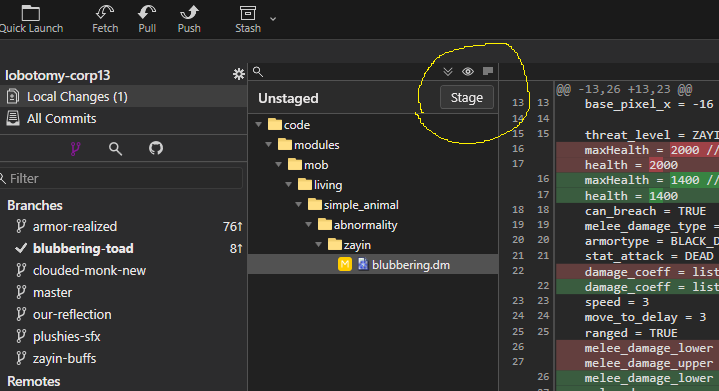 Quick Launch
Fetch
Pull
Push
Stash
lobotomy-corp13
Local Changes (1)
All Commits
Filter
Branches
armor-realized 76↑
blubbering-toad 8↑
clouded-monk-new
master
our-reflection
plushies-sfx
zayin-buffs
Remotes
Unstaged
Stage
code
modules
mob
living
simple_animal
abnormality
zayin
M blubbering.dm
@@ -13,26 +13,23 @@
13 13 base_pixel_x = -16
14 14
15 15 threat_level = ZAYI
16 maxHealth = 2000 //
17 health = 2000
16 maxHealth = 1400 //
17 health = 1400
18 18 can_breach = TRUE
19 19 melee_damage_type =
20 20 armortype = BLACK_D
21 21 stat_attack = DEAD
22 damage_coeff = list
22 damage_coeff = list
23 23 speed = 3
24 24 move_to_delay = 3
25 25 ranged = TRUE
26 melee_damage_lower
27 melee_damage_upper
26 melee_damage_lower